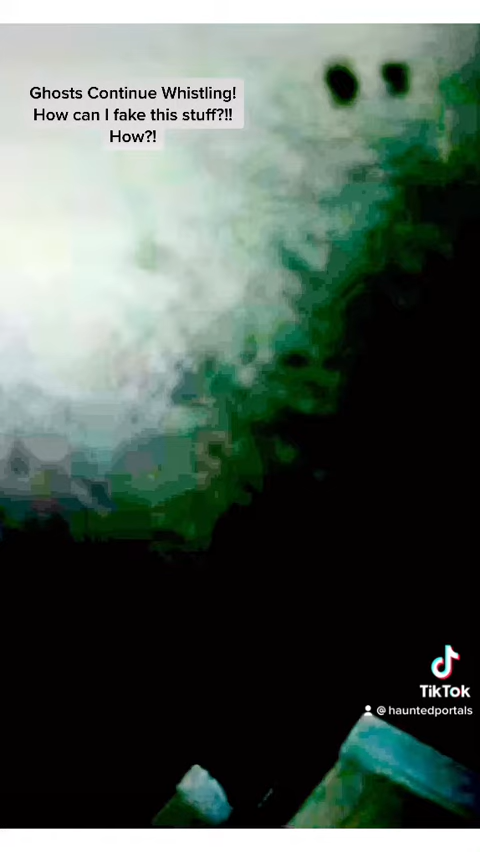 Ghosts Continue Whistling!
How can I fake this stuff?!!
How?!
TikTok
@hauntedportals